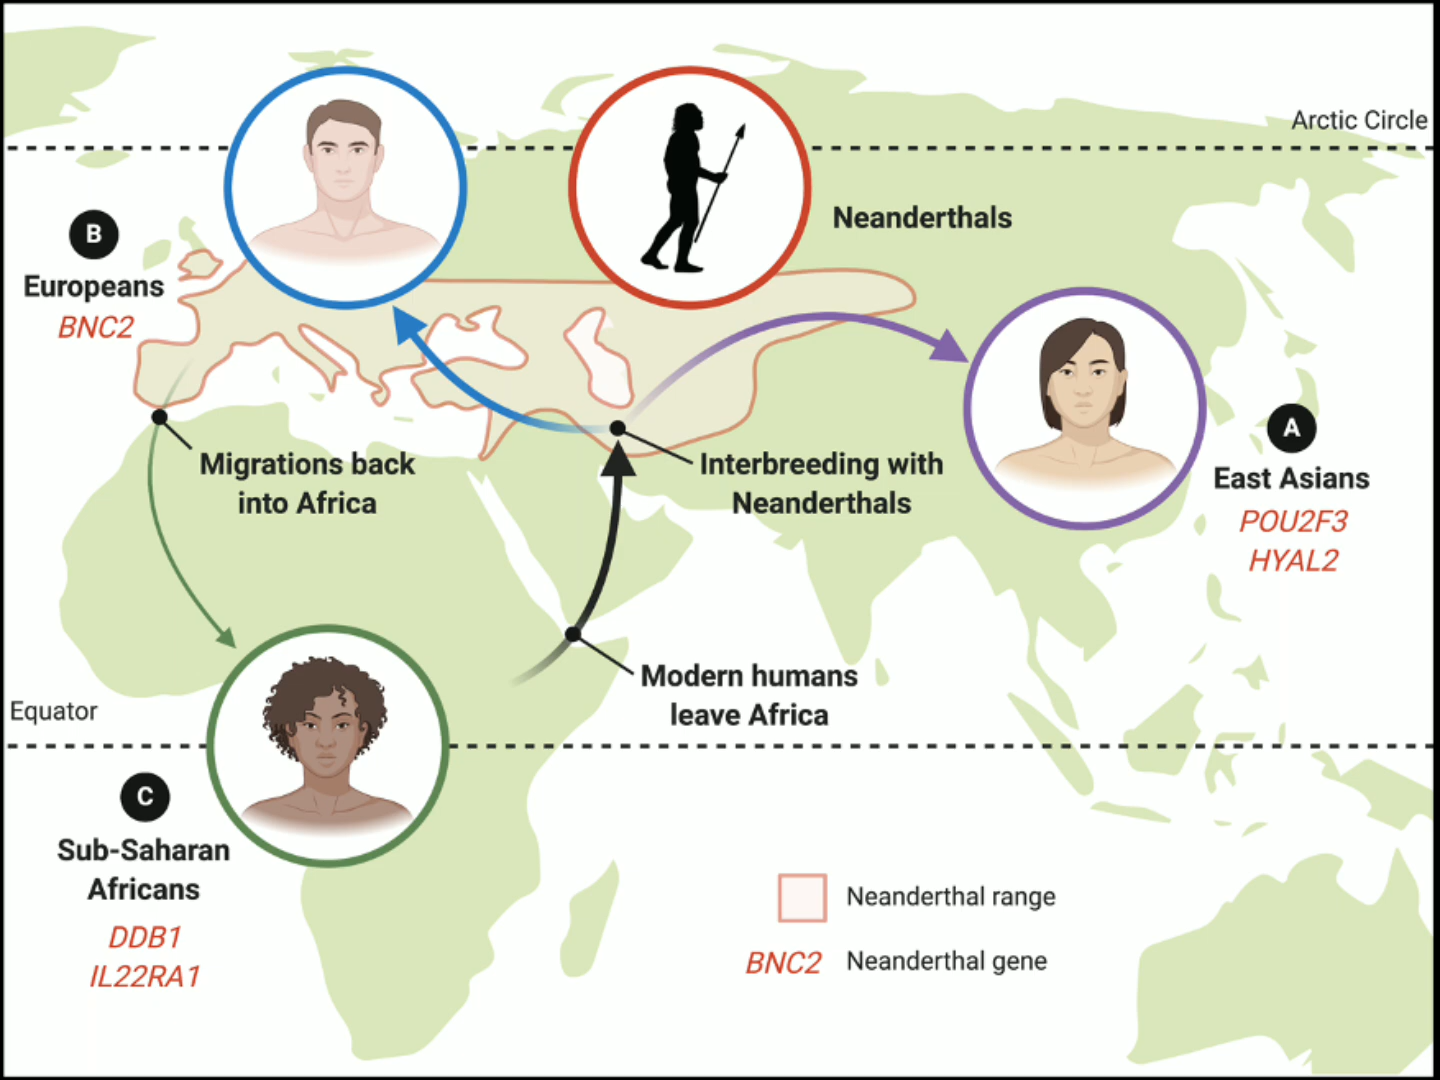 Arctic Circle
Neanderthals
B
Europeans
BNC2
A
East Asians
POU2F3
HYAL2
Migrations back
into Africa
Interbreeding with
Neanderthals
Modern humans
leave Africa
Equator
C
Sub-Saharan
Africans
DDB1
IL22RA1
Neanderthal range
BNC2 Neanderthal gene